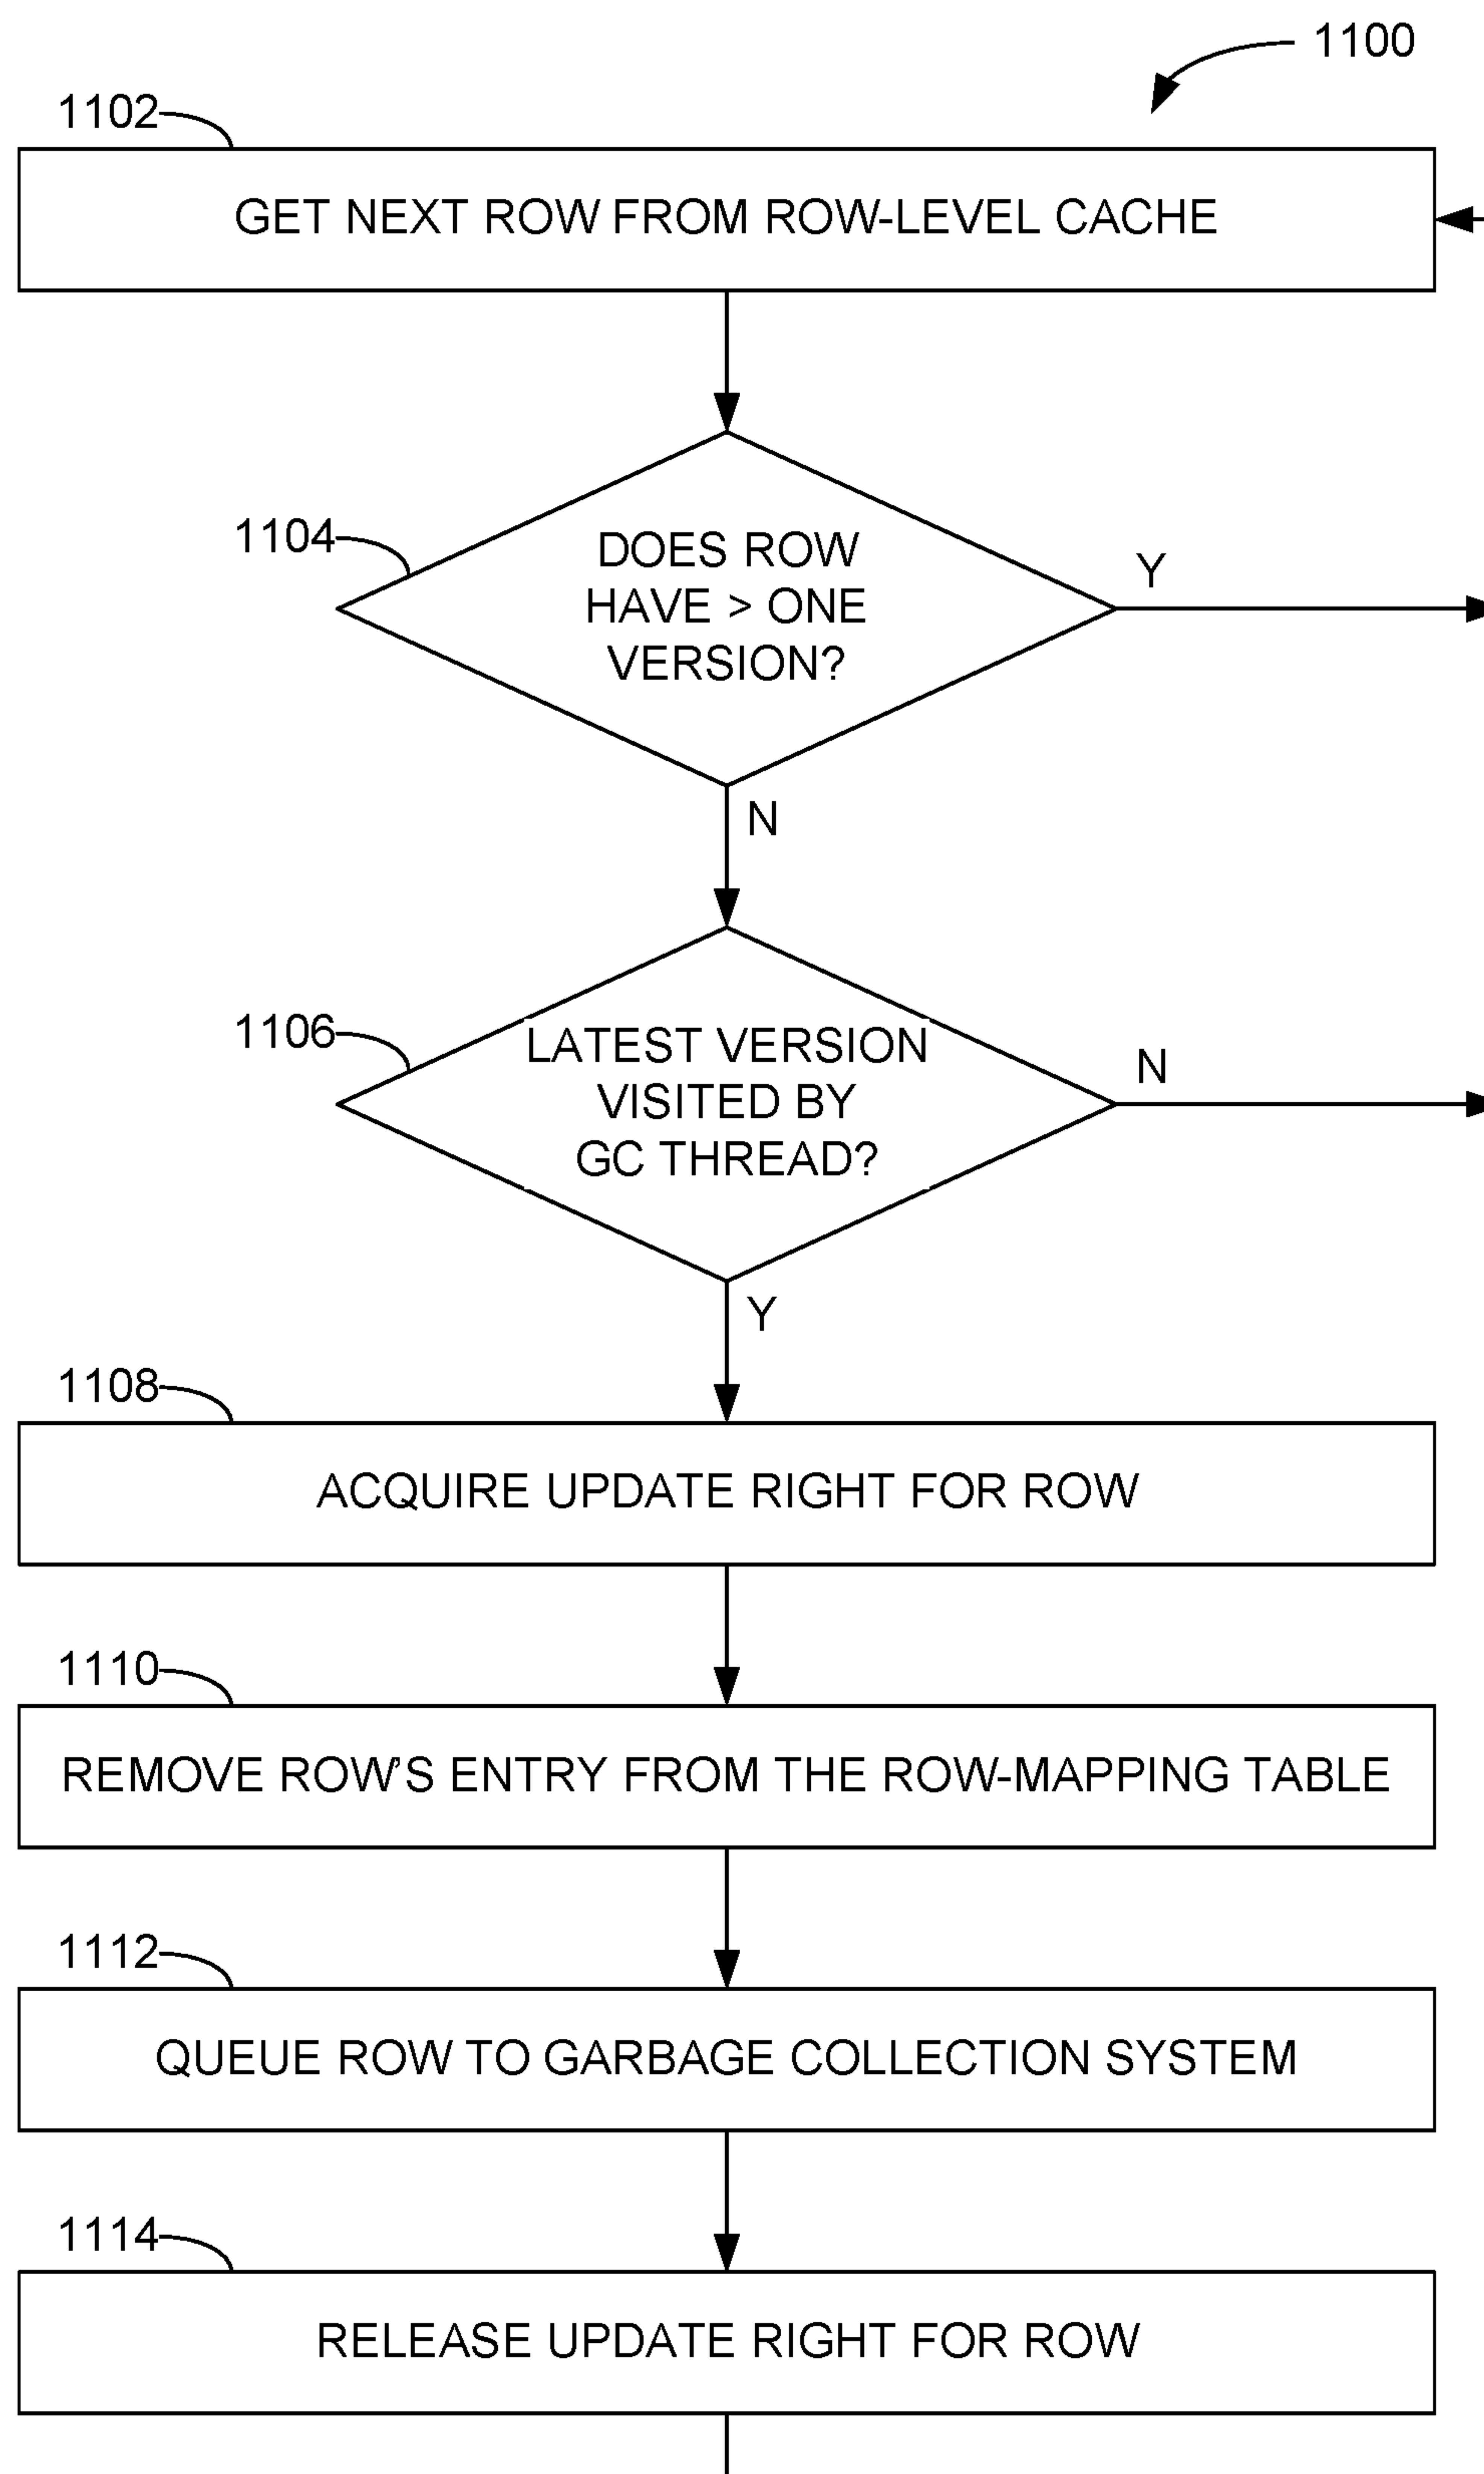 1100
1102
GET NEXT ROW FROM ROW-LEVEL CACHE
1104
DOES ROW
HAVE > ONE
VERSION?
Y
N
1106
LATEST VERSION
VISITED BY
GC THREAD?
N
Y
1108
ACQUIRE UPDATE RIGHT FOR ROW
1110
REMOVE ROW'S ENTRY FROM THE ROW-MAPPING TABLE
1112
QUEUE ROW TO GARBAGE COLLECTION SYSTEM
1114
RELEASE UPDATE RIGHT FOR ROW